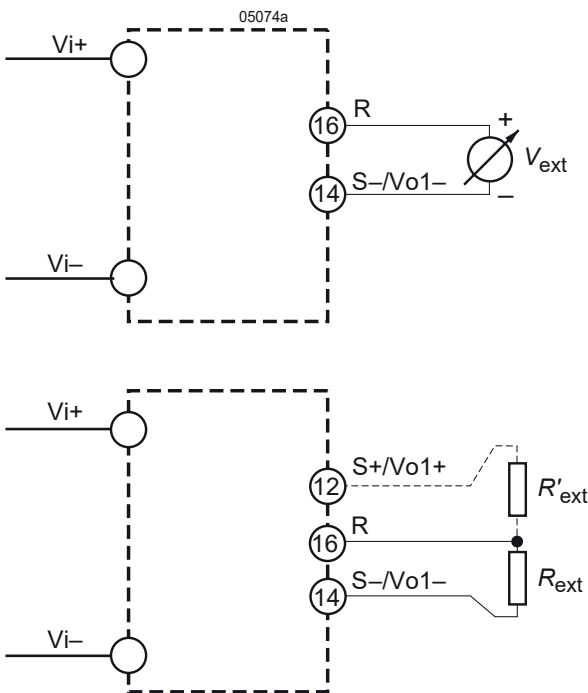 05074a
Vi+
16
R
+
Vext
14
S–/Vo1–
–
Vi–
Vi+
S+/Vo1+
12
R'ext
16
R
S–/Vo1–
14
Rext
Vi–